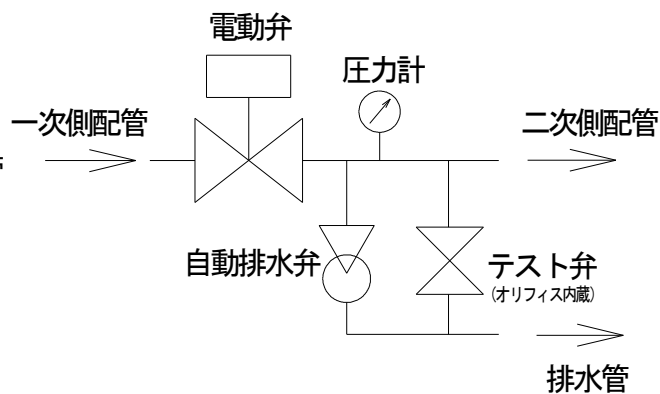 電動弁
圧力計
一次側配管
二次側配管
自動排水弁
テスト弁
(オリフィス内蔵)
排水管